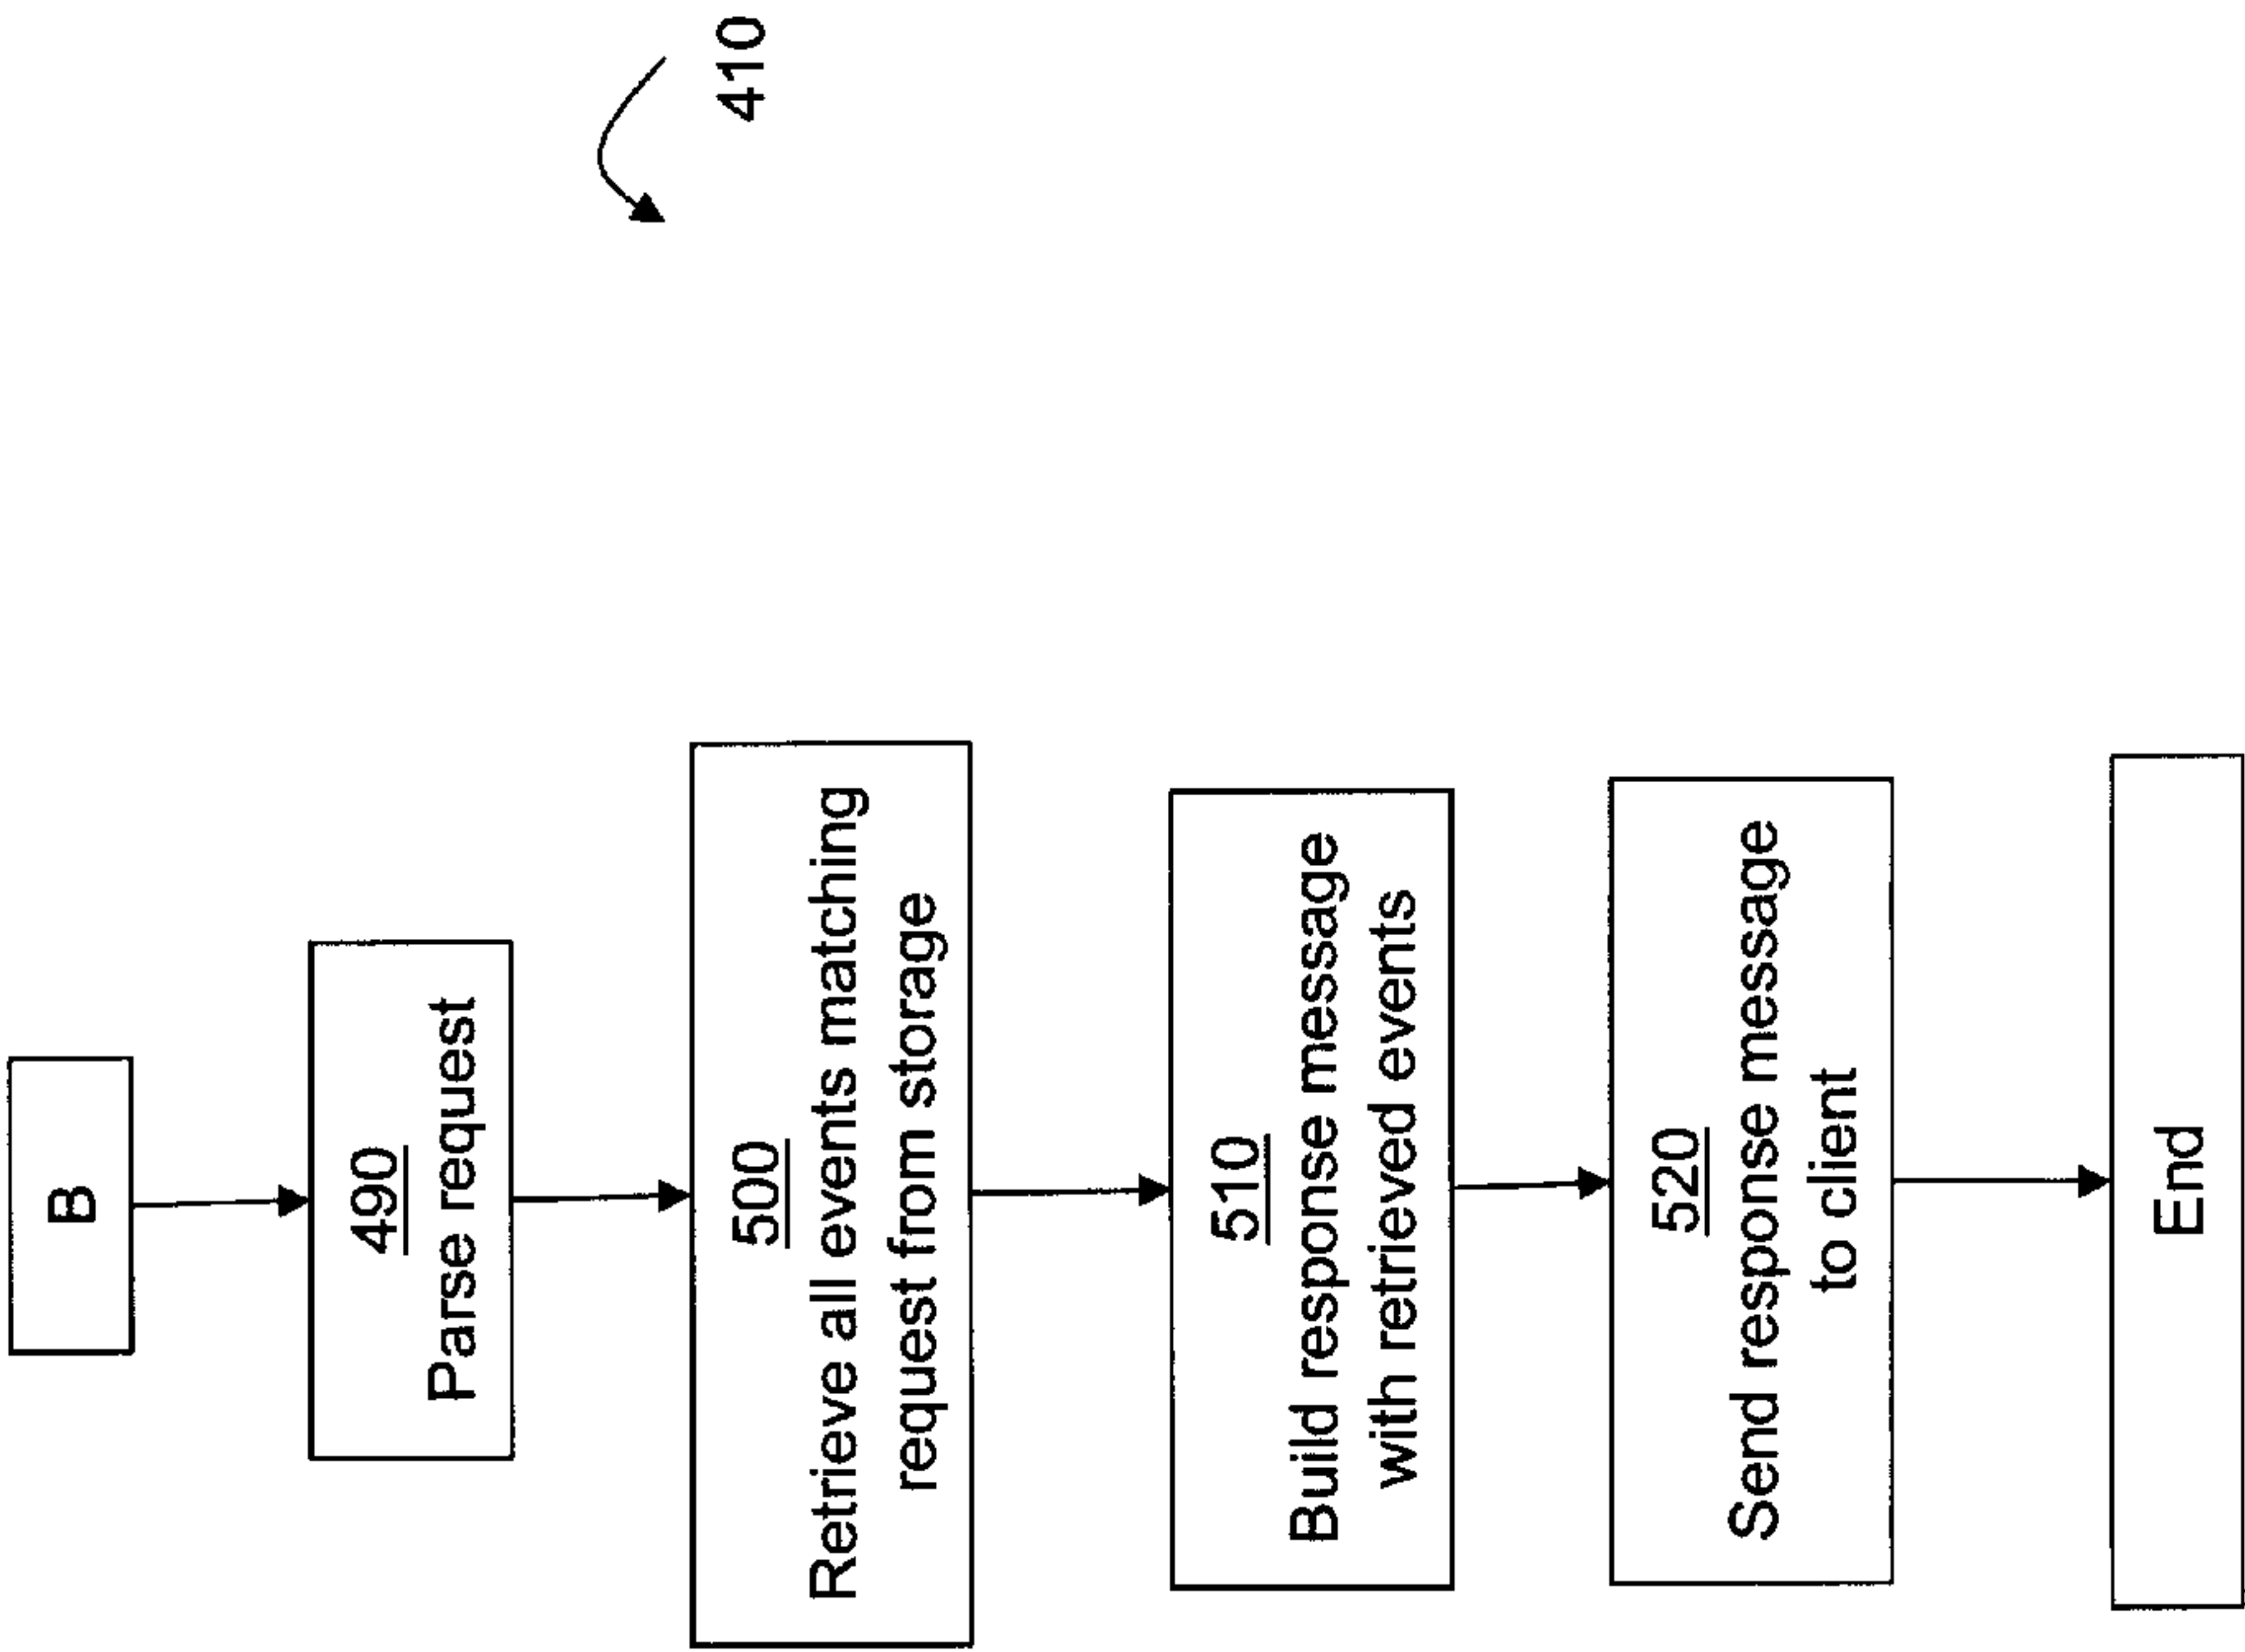 410
B
490
Parse request
500
Retrieve all events matching
request from storage
510
Build response message
with retrieved events
520
Send response message
to client
End